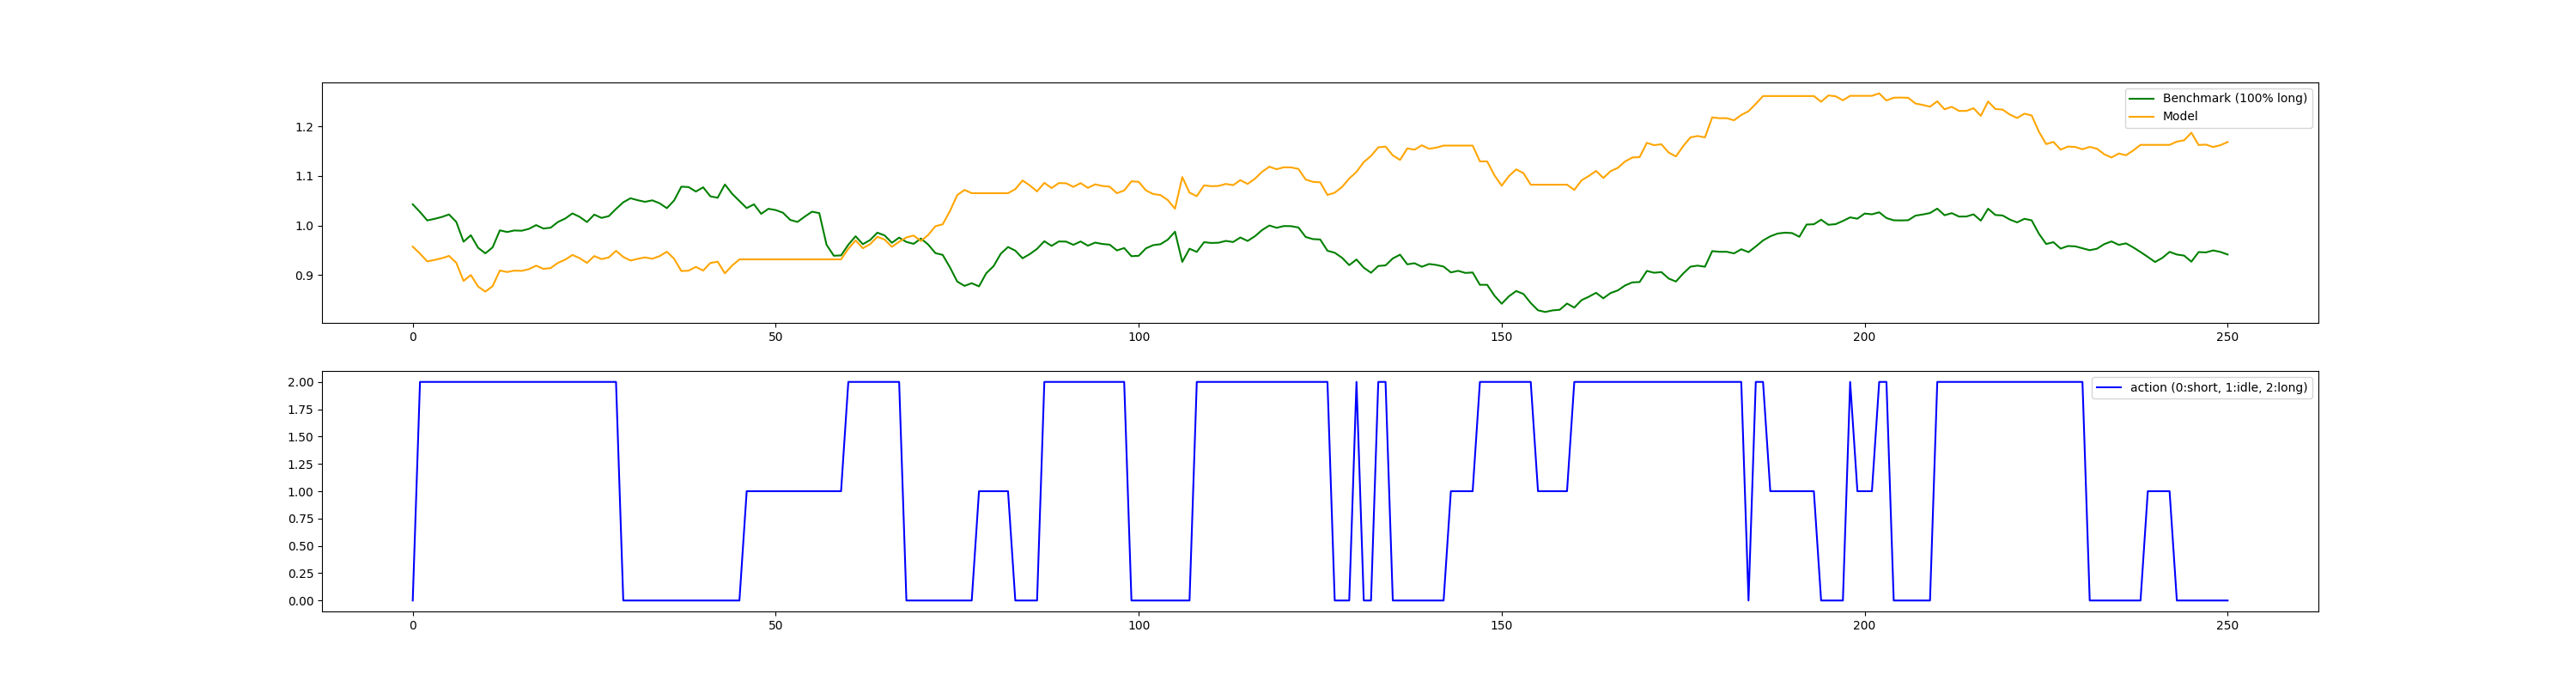 Benchmark (100% long)
Model
1.2
1.1
1.0
0.9
0 50 100 150 200 250
action (0:short, 1:idle, 2:long)
2.00
1.75
1.50
1.25
1.00
0.75
0.50
0.25
0.00
0 50 100 150 200 250